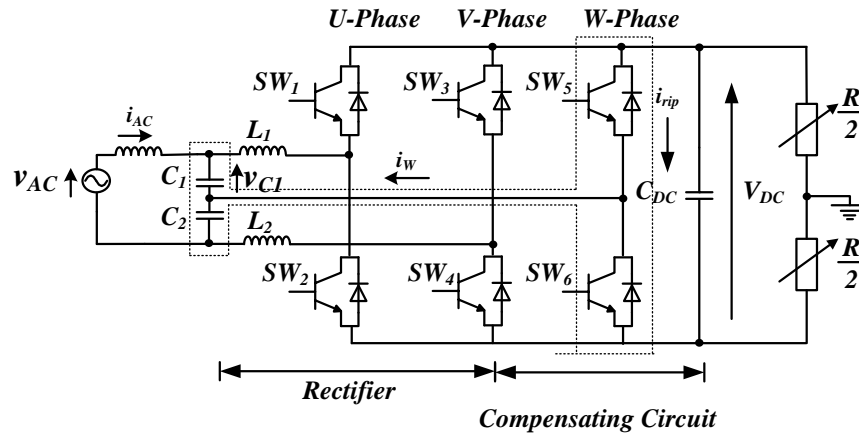 U-Phase V-Phase W-Phase
SW1 SW3 SW5
iAC L1 irip R/2
vAC C1 vC1 iW
C2 CDC VDC
L2
SW2 SW4 SW6 R/2
Rectifier
Compensating Circuit